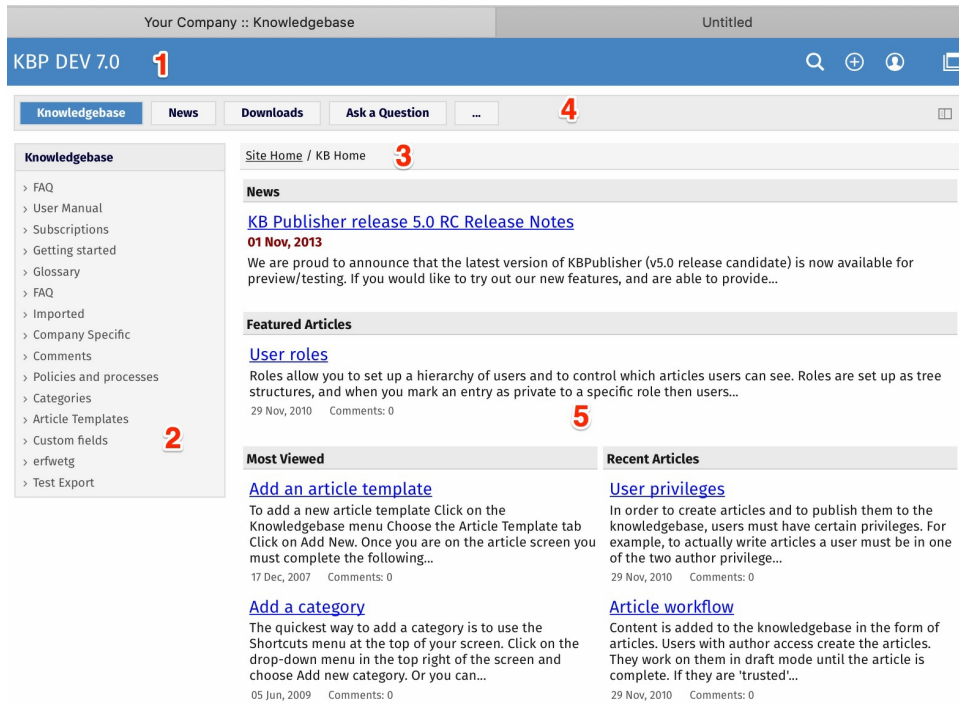 Your Company :: Knowledgebase
Untitled
KBP DEV 7.0
1
Knowledgebase
News
Downloads
Ask a Question
...
4
Knowledgebase
> FAQ
> User Manual
> Subscriptions
> Getting started
> Glossary
> FAQ
> Imported
> Company Specific
> Comments
> Policies and processes
> Categories
> Article Templates
> Custom fields
> erfwetg
> Test Export
2
Site Home / KB Home
3
News
KB Publisher release 5.0 RC Release Notes
01 Nov, 2013
We are proud to announce that the latest version of KBPublisher (v5.0 release candidate) is now available for
preview/testing. If you would like to try out our new features, and are able to provide...
Featured Articles
User roles
Roles allow you to set up a hierarchy of users and to control which articles users can see. Roles are set up as tree
structures, and when you mark an entry as private to a specific role then users...
29 Nov, 2010 Comments: 0
5
Most Viewed
Add an article template
To add a new article template Click on the
Knowledgebase menu Choose the Article Template tab
Click on Add New. Once you are on the article screen you
must complete the following...
17 Dec, 2007 Comments: 0
Add a category
The quickest way to add a category is to use the
Shortcuts menu at the top of your screen. Click on the
drop-down menu in the top right of the screen and
choose Add new category. Or you can...
05 Jun, 2009 Comments: 0
Recent Articles
User privileges
In order to create articles and to publish them to the
knowledgebase, users must have certain privileges. For
example, to actually write articles a user must be in one
of the two author privilege...
29 Nov, 2010 Comments: 0
Article workflow
Content is added to the knowledgebase in the form of
articles. Users with author access create the articles.
They work on them in draft mode until the article is
complete. If they are 'trusted'...
29 Nov, 2010 Comments: 0